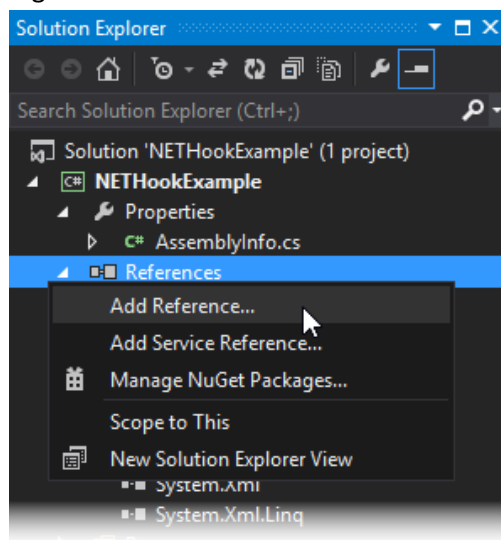 Solution Explorer
Search Solution Explorer (Ctrl+;)
Solution 'NETHookExample' (1 project)
C# NETHookExample
Properties
C# AssemblyInfo.cs
References
Add Reference...
Add Service Reference...
Manage NuGet Packages...
Scope to This
New Solution Explorer View
System.Xml
System.Xml.Linq